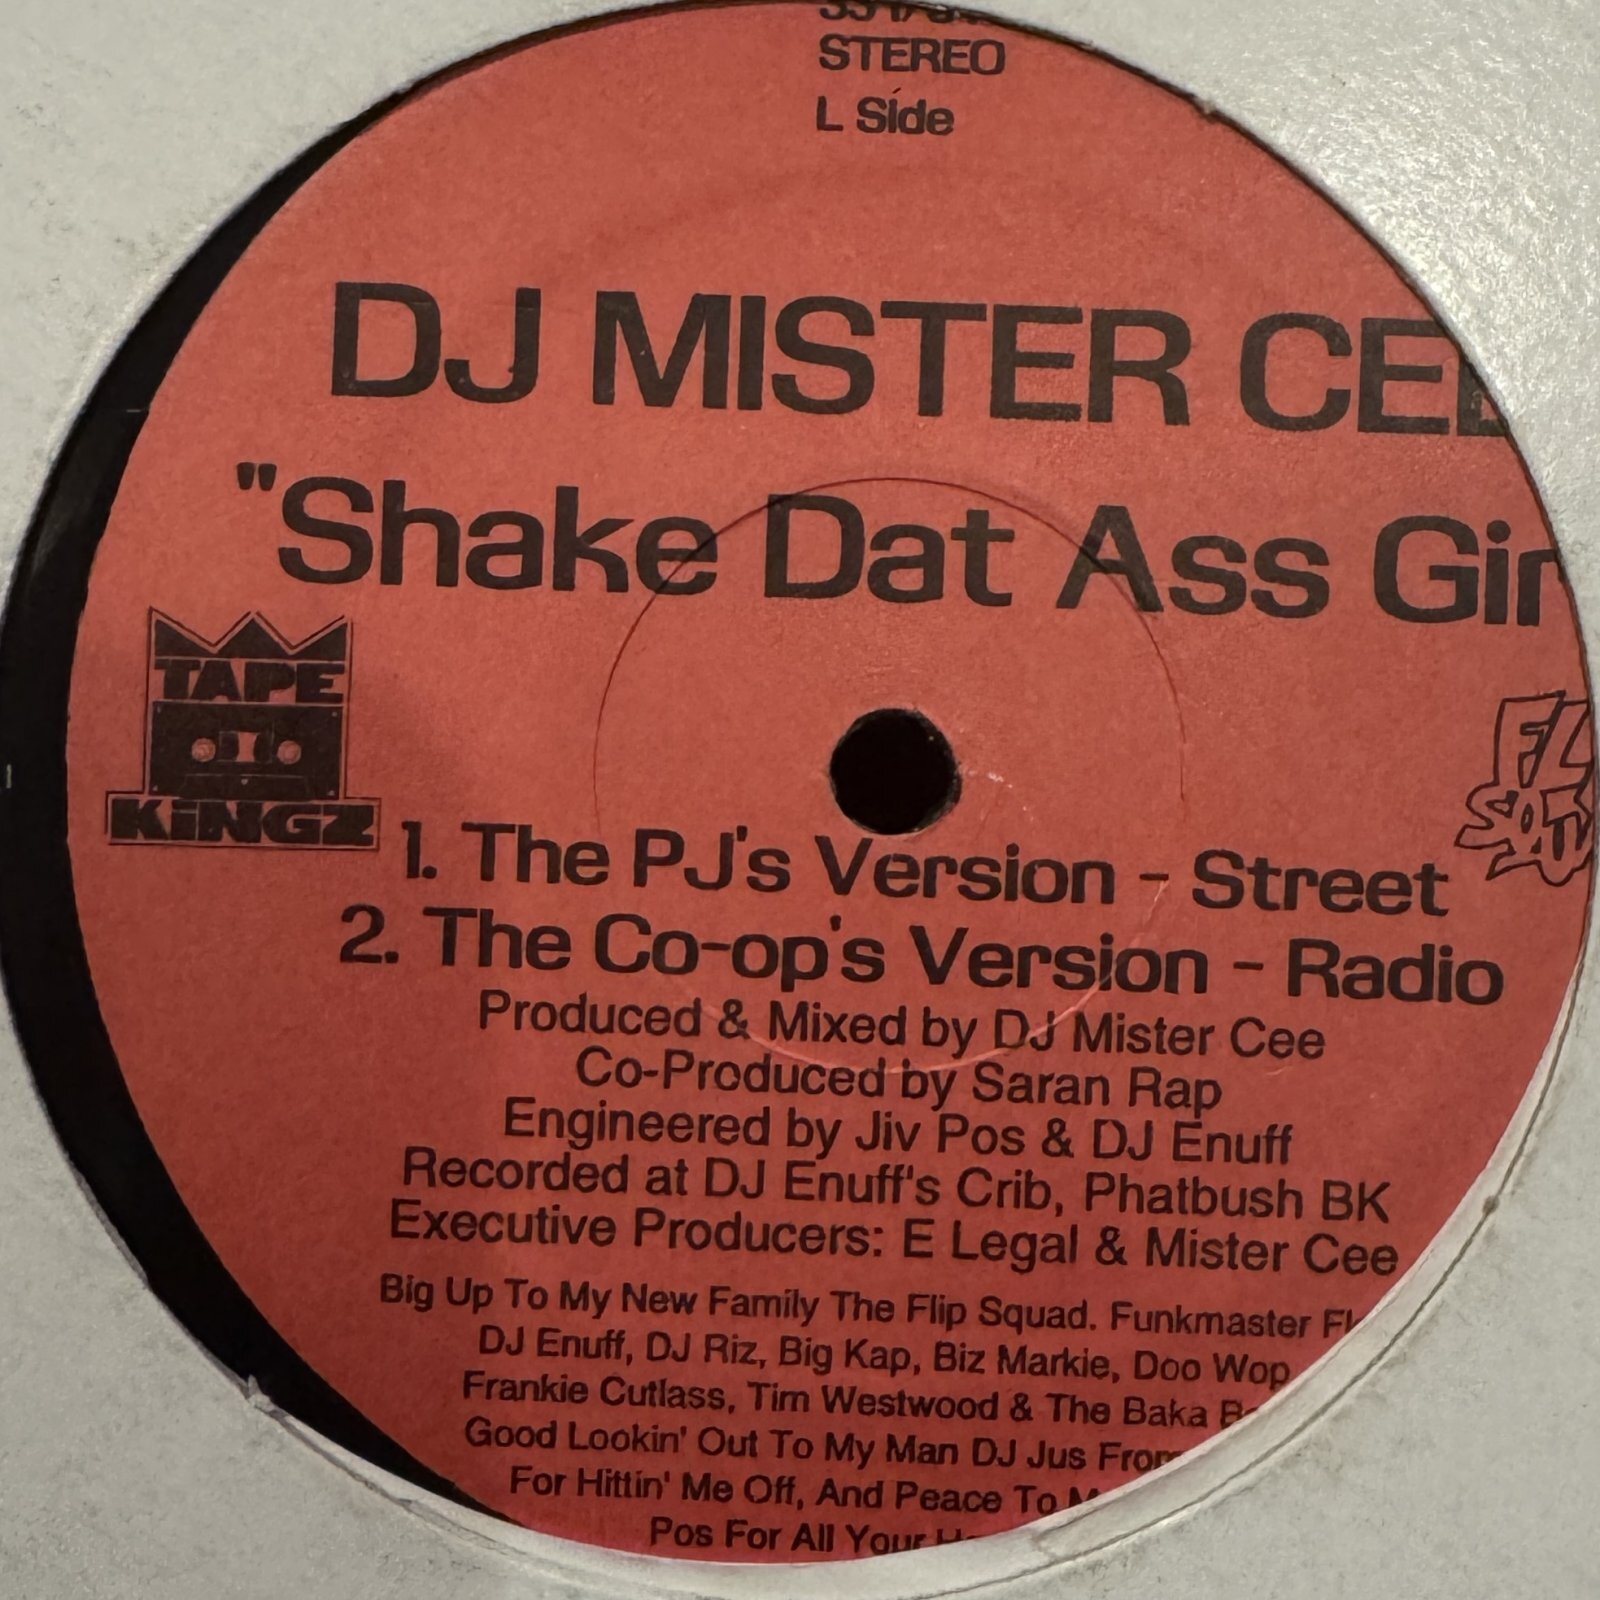 STEREO
L Side
DJ MISTER CEE
"Shake Dat Ass Gir
TAPE
KiNGZ
1. The PJ's Version - Street
2. The Co-op's Version - Radio
Produced & Mixed by DJ Mister Cee
Co-Produced by Saran Rap
Engineered by Jiv Pos & DJ Enuff
Recorded at DJ Enuff's Crib, Phatbush BK
Executive Producers: E Legal & Mister Cee
Big Up To My New Family The Flip Squad. Funkmaster
DJ Enuff, DJ Riz, Big Kap, Biz Markie, Doo Wop
Frankie Cutlass, Tim Westwood & The Baka
Good Lookin' Out To My Man DJ Jus From
For Hittin' Me Off, And Peace To
Pos For All Your